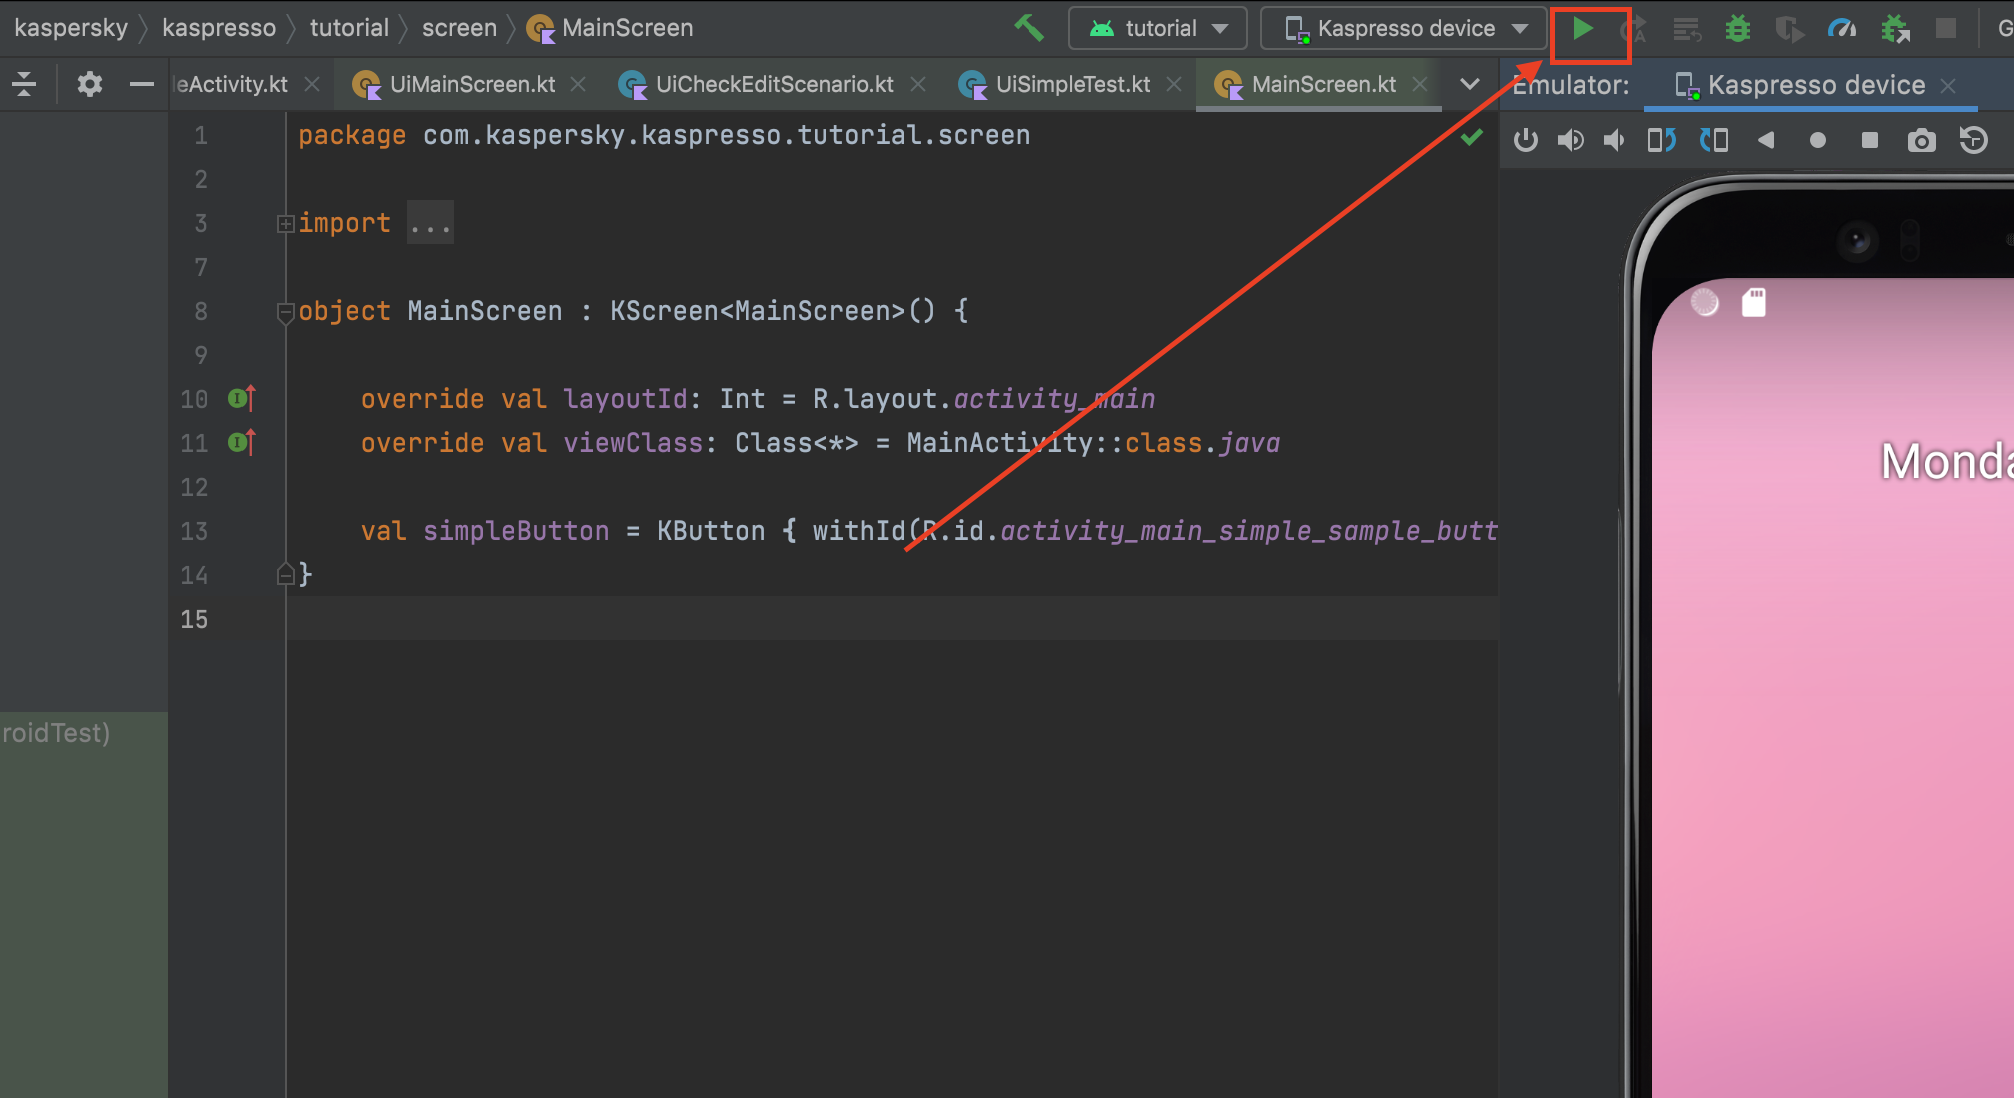 kaspersky kaspresso tutorial screen MainScreen tutorial Kaspresso device
eActivity.kt UiMainScreen.kt UiCheckEditScenario.kt UiSimpleTest.kt MainScreen.kt Emulator: Kaspresso device
1 package com.kaspersky.kaspresso.tutorial.screen
2
3 import ...
7
8 object MainScreen : KScreen<MainScreen>() {
9
10 override val layoutId: Int = R.layout.activity_main
11 override val viewClass: Class<*> = MainActivity::class.java
12
13 val simpleButton = KButton { withId(R.id.activity_main_simple_sample_butt
14 }
15
roidTest)
Monda